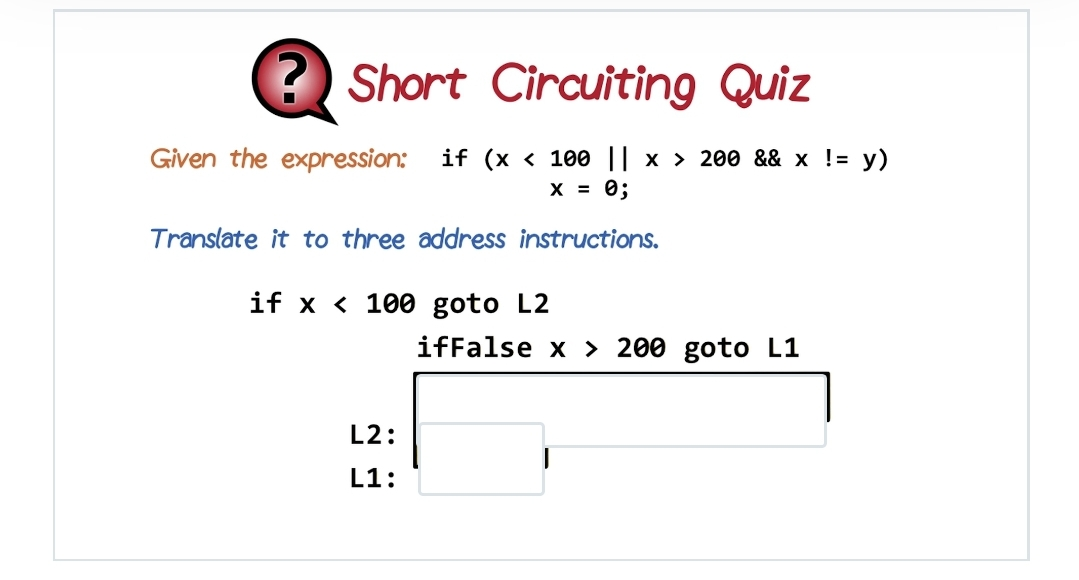 ? Short Circuiting Quiz
Given the expression: if (x < 100 || x > 200 && x != y)
x = 0;
Translate it to three address instructions.
if x < 100 goto L2
ifFalse x > 200 goto L1
L2:
L1: